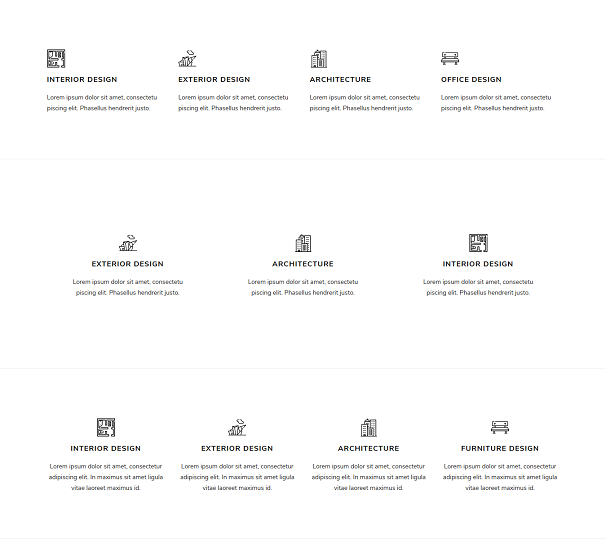 INTERIOR DESIGN
Lorem ipsum dolor sit amet, consectetu
piscing elit. Phasellus hendrerit justo.
EXTERIOR DESIGN
Lorem ipsum dolor sit amet, consectetu
piscing elit. Phasellus hendrerit justo.
ARCHITECTURE
Lorem ipsum dolor sit amet, consectetu
piscing elit. Phasellus hendrerit justo.
OFFICE DESIGN
Lorem ipsum dolor sit amet, consectetu
piscing elit. Phasellus hendrerit justo.
EXTERIOR DESIGN
Lorem ipsum dolor sit amet, consectetu
piscing elit. Phasellus hendrerit justo.
ARCHITECTURE
Lorem ipsum dolor sit amet, consectetu
piscing elit. Phasellus hendrerit justo.
INTERIOR DESIGN
Lorem ipsum dolor sit amet, consectetu
piscing elit. Phasellus hendrerit justo.
INTERIOR DESIGN
Lorem ipsum dolor sit amet, consectetur
adipiscing elit. In maximus sit amet ligula
vitae laoreet maximus id.
EXTERIOR DESIGN
Lorem ipsum dolor sit amet, consectetur
adipiscing elit. In maximus sit amet ligula
vitae laoreet maximus id.
ARCHITECTURE
Lorem ipsum dolor sit amet, consectetur
adipiscing elit. In maximus sit amet ligula
vitae laoreet maximus id.
FURNITURE DESIGN
Lorem ipsum dolor sit amet, consectetur
adipiscing elit. In maximus sit amet ligula
vitae laoreet maximus id.